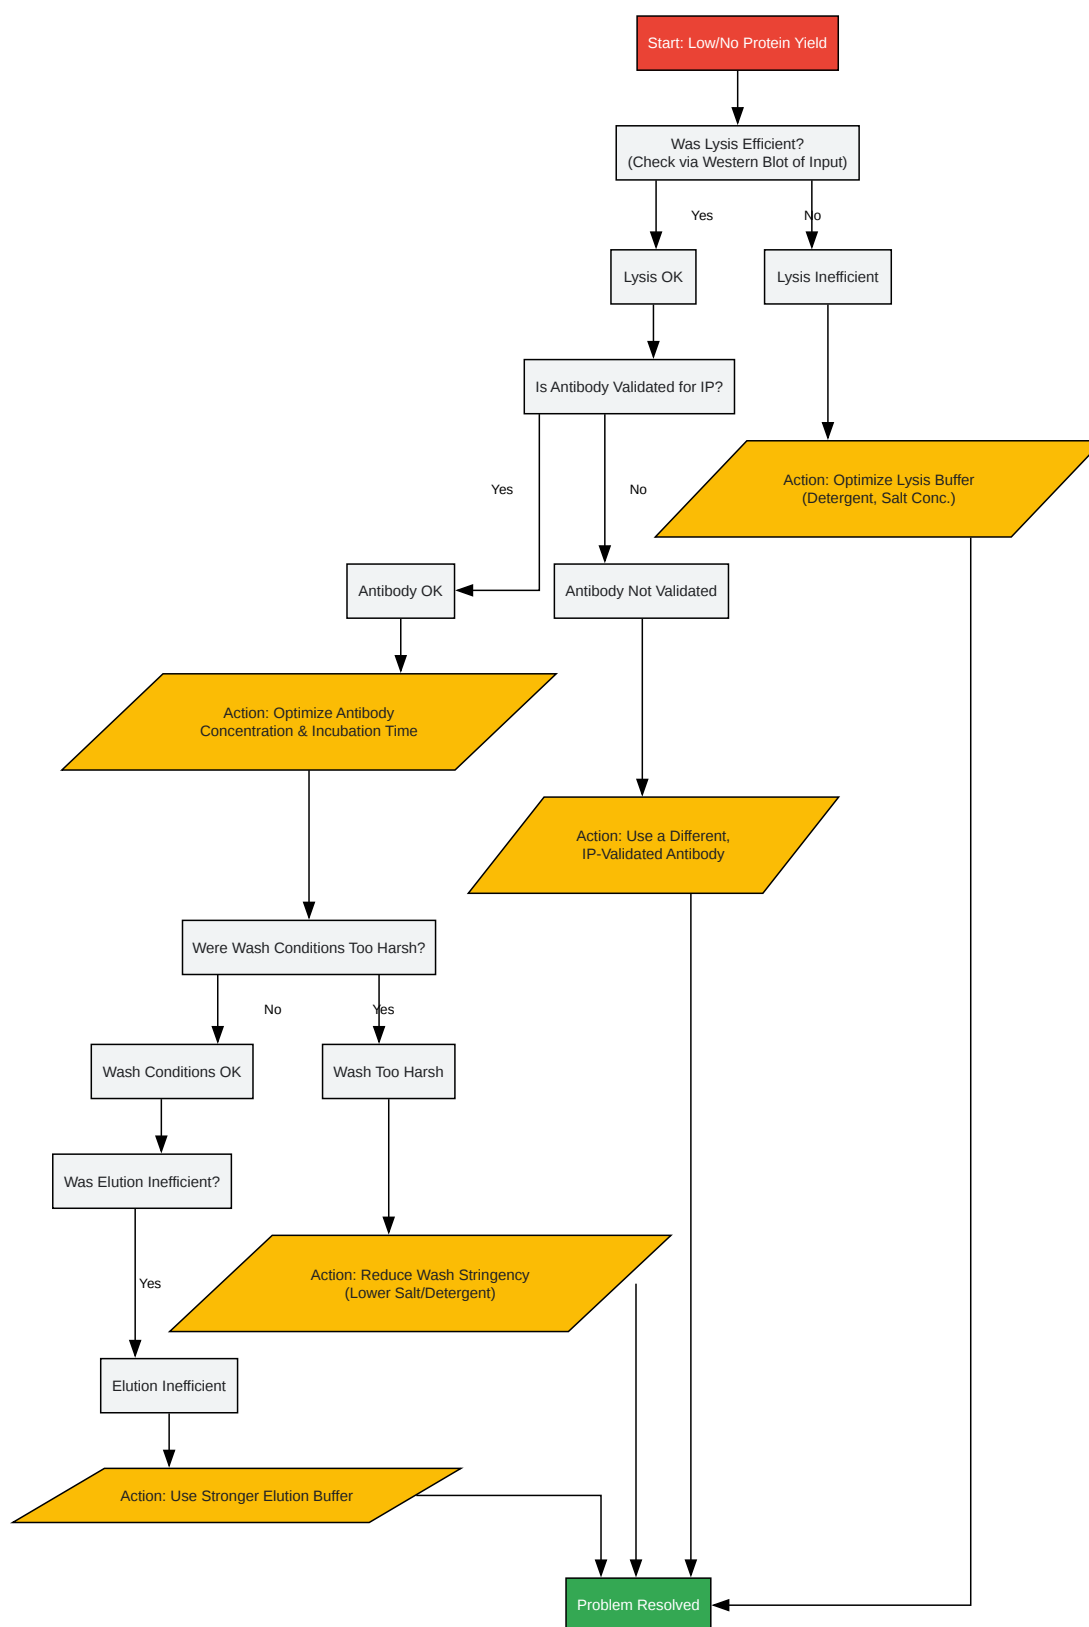 Start: Low/No Protein Yield
Was Lysis Efficient?
(Check via Western Blot of Input)
Yes
No
Lysis OK
Lysis Inefficient
Is Antibody Validated for IP?
Yes
No
Action: Optimize Lysis Buffer
(Detergent, Salt Conc.)
Antibody OK
Antibody Not Validated
Action: Optimize Antibody
Concentration & Incubation Time
Action: Use a Different,
IP-Validated Antibody
Were Wash Conditions Too Harsh?
No
Yes
Wash Conditions OK
Wash Too Harsh
Was Elution Inefficient?
Yes
Action: Reduce Wash Stringency
(Lower Salt/Detergent)
Elution Inefficient
Action: Use Stronger Elution Buffer
Problem Resolved